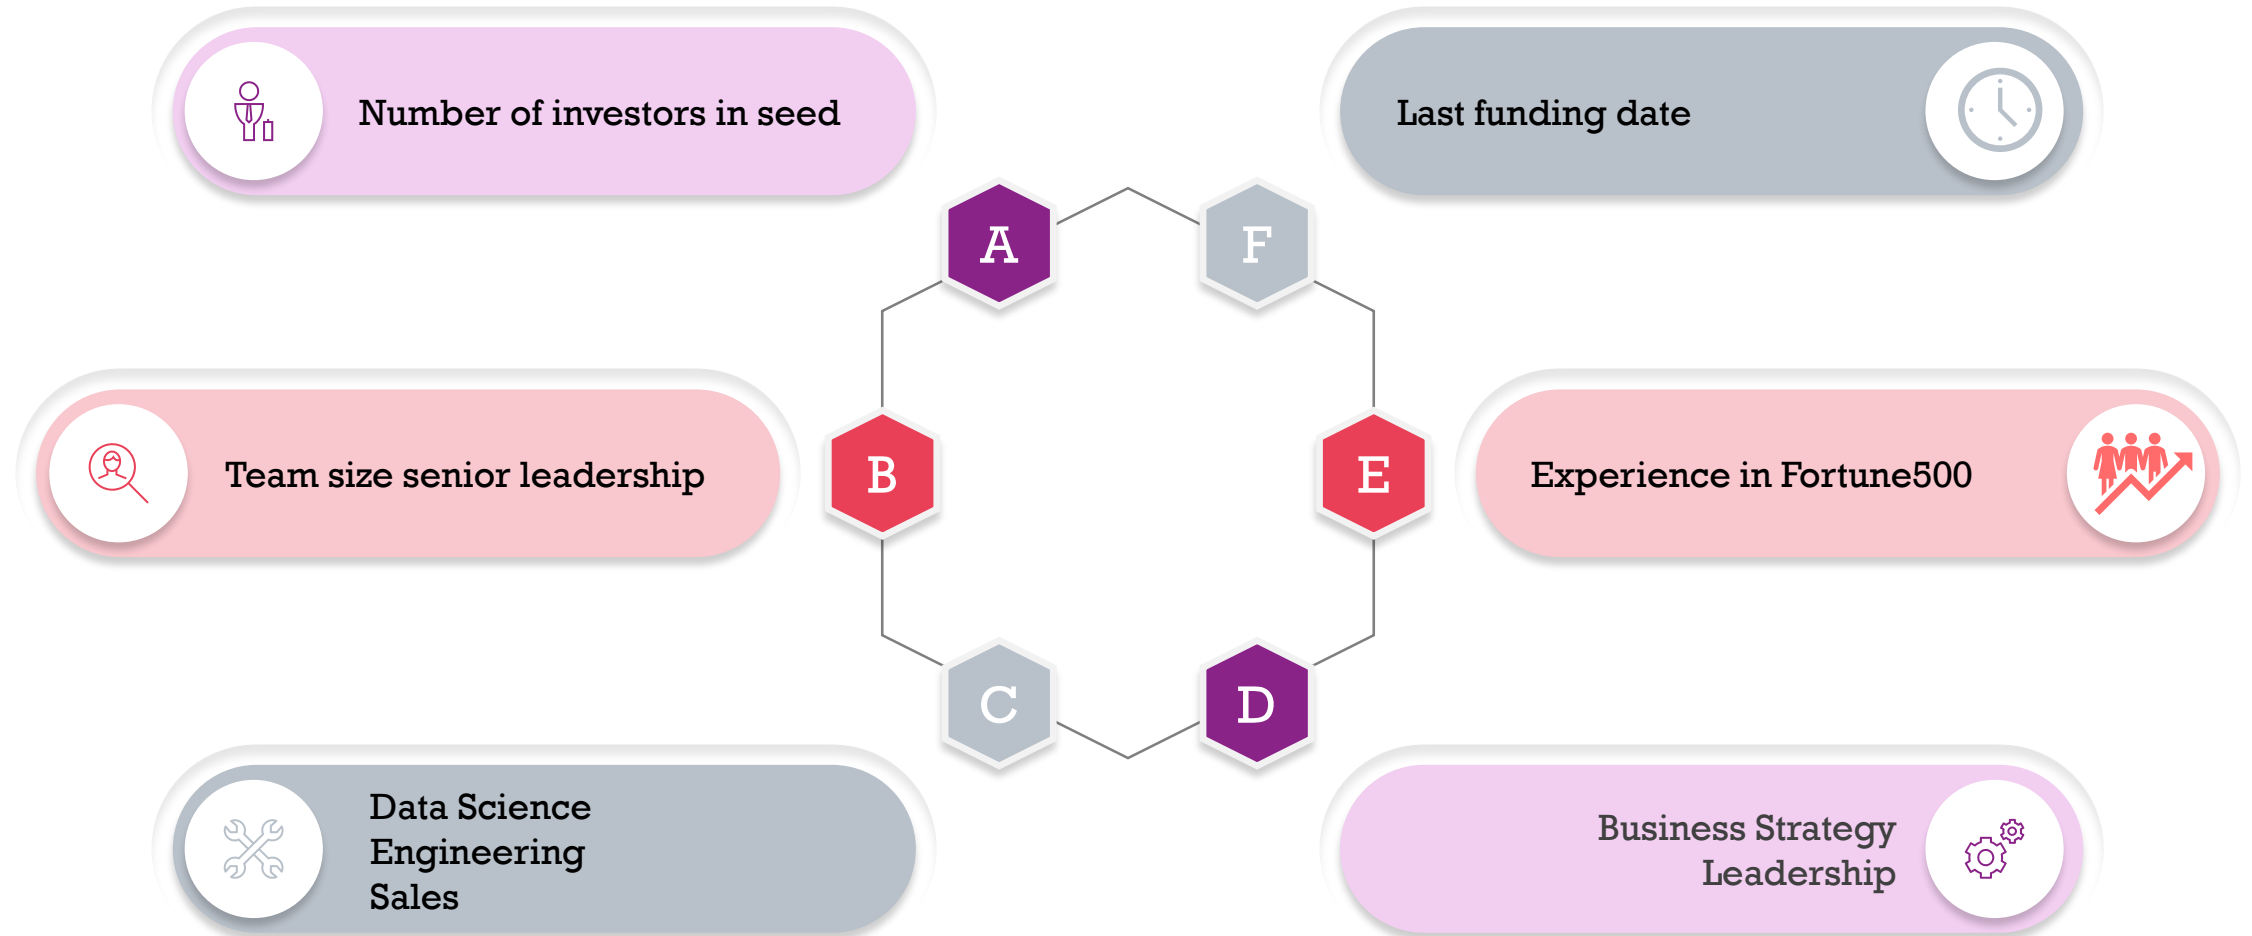 Number of investors in seed
Last funding date
A
F
Team size senior leadership
B
E
Experience in Fortune500
C
D
Data Science
Engineering
Sales
Business Strategy
Leadership